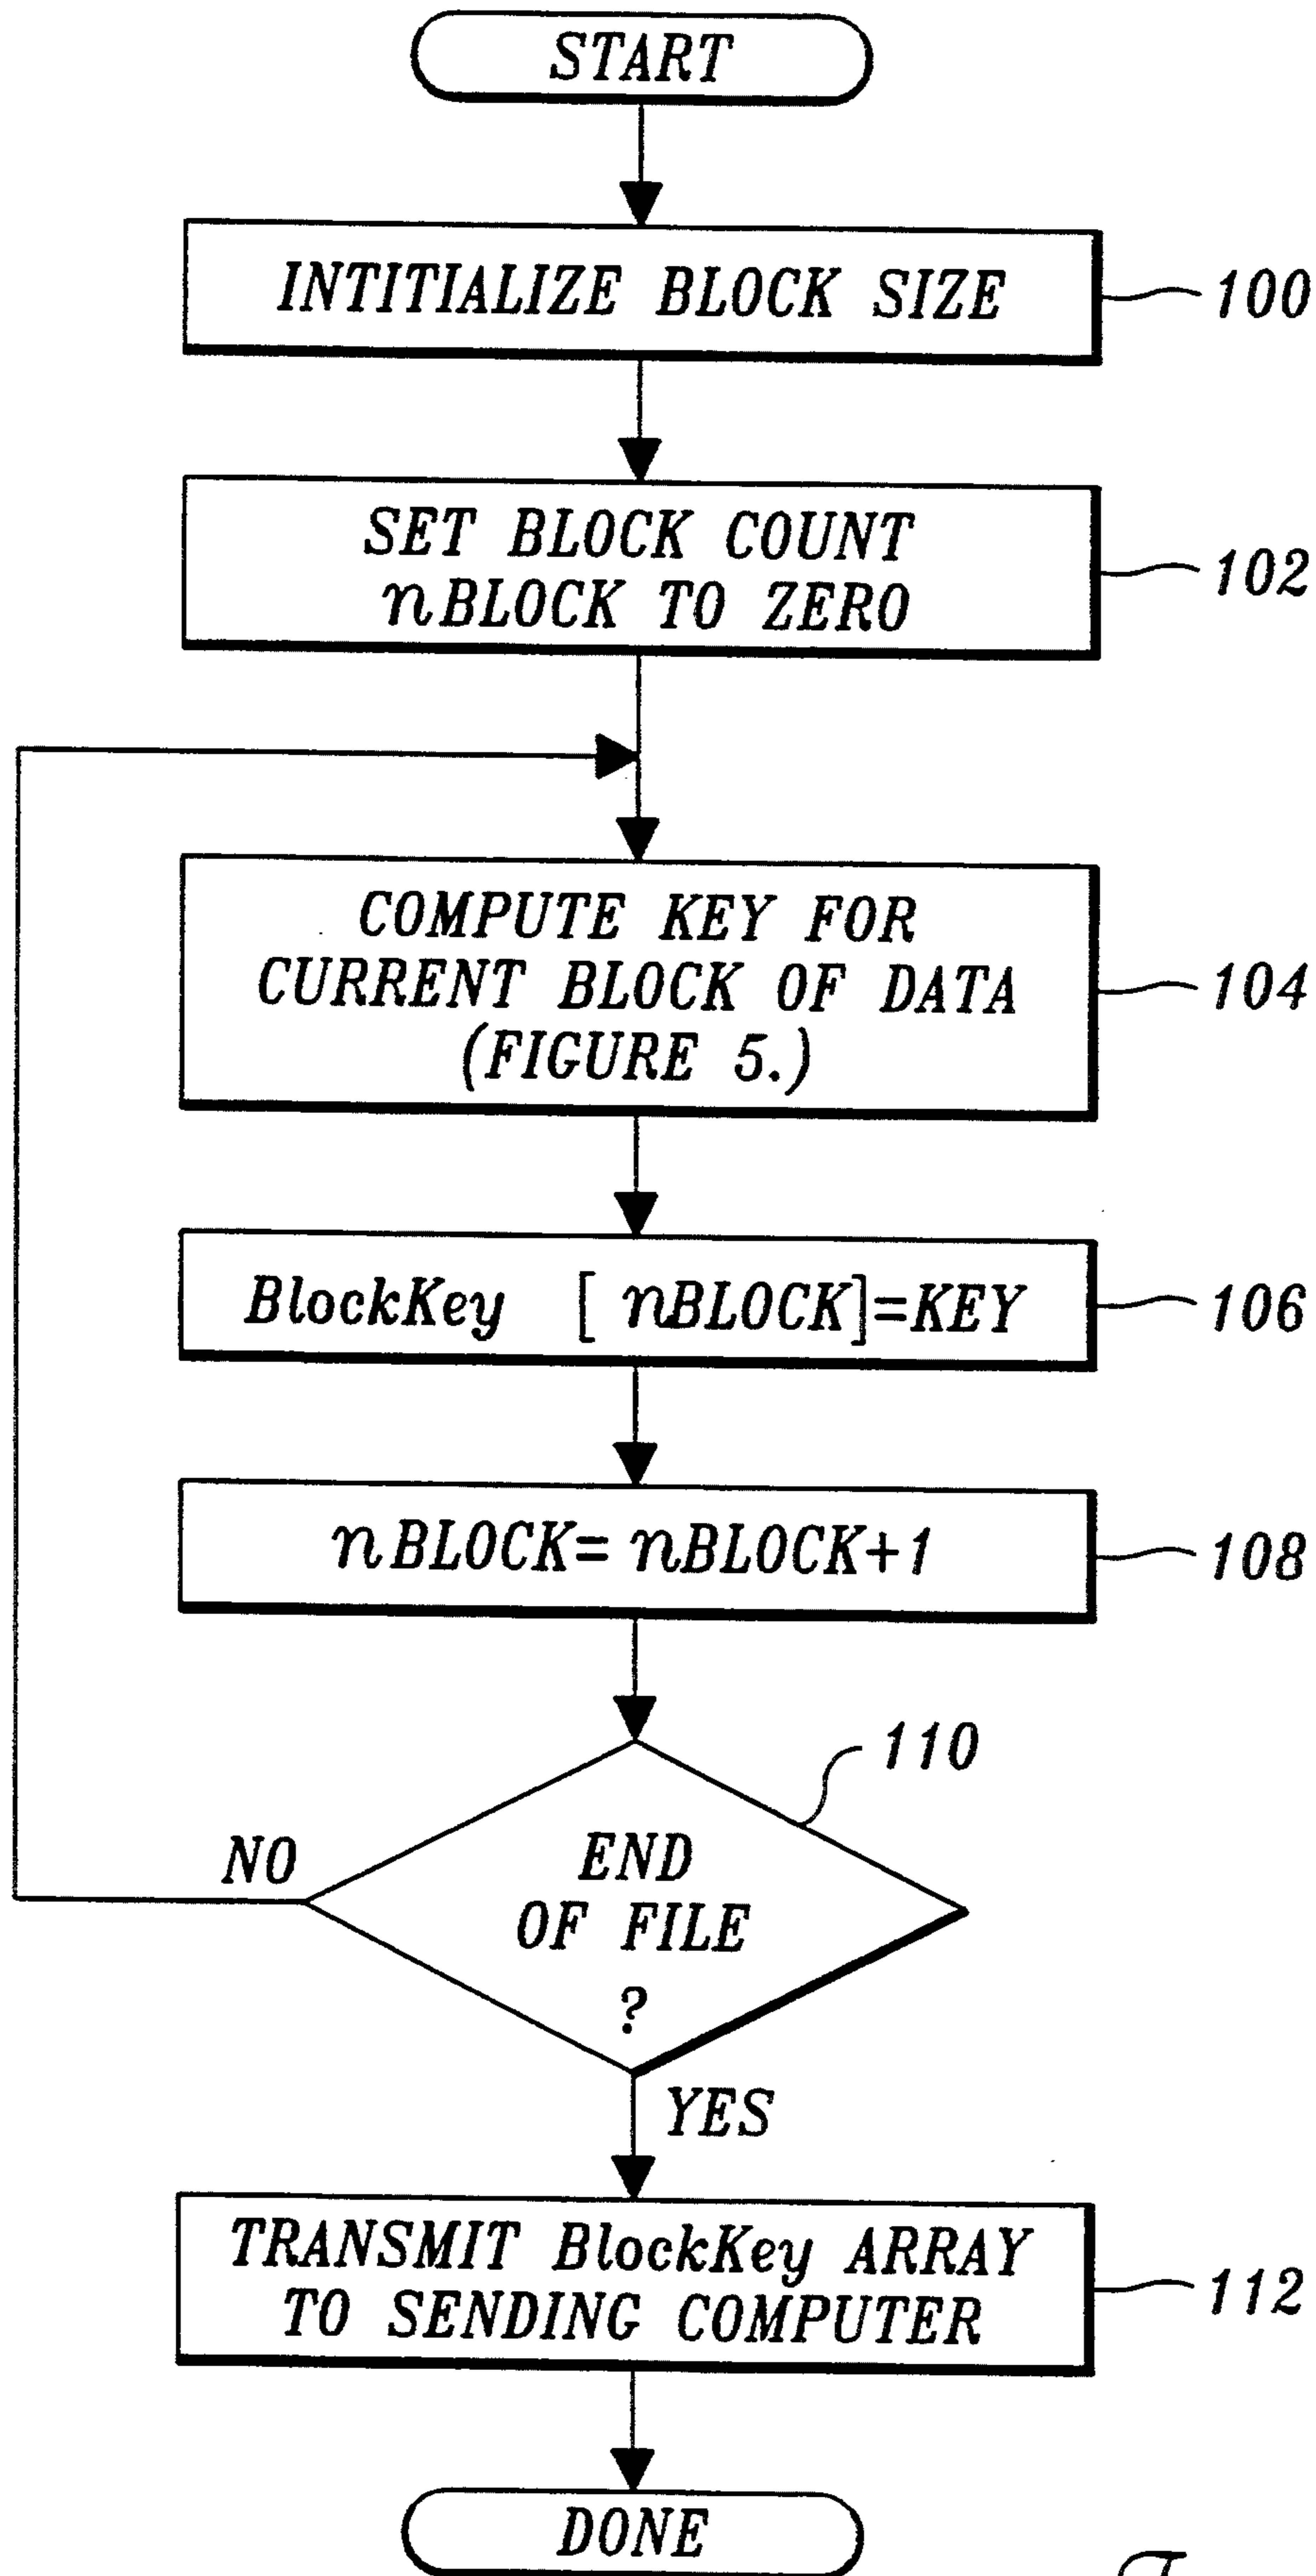 START
INTITIALIZE BLOCK SIZE
100
SET BLOCK COUNT
nBLOCK TO ZERO
102
COMPUTE KEY FOR
CURRENT BLOCK OF DATA
(FIGURE 5.)
104
BlockKey [ nBLOCK]=KEY
106
nBLOCK= nBLOCK+1
108
110
END
OF FILE
?
NO
YES
TRANSMIT BlockKey ARRAY
TO SENDING COMPUTER
112
DONE